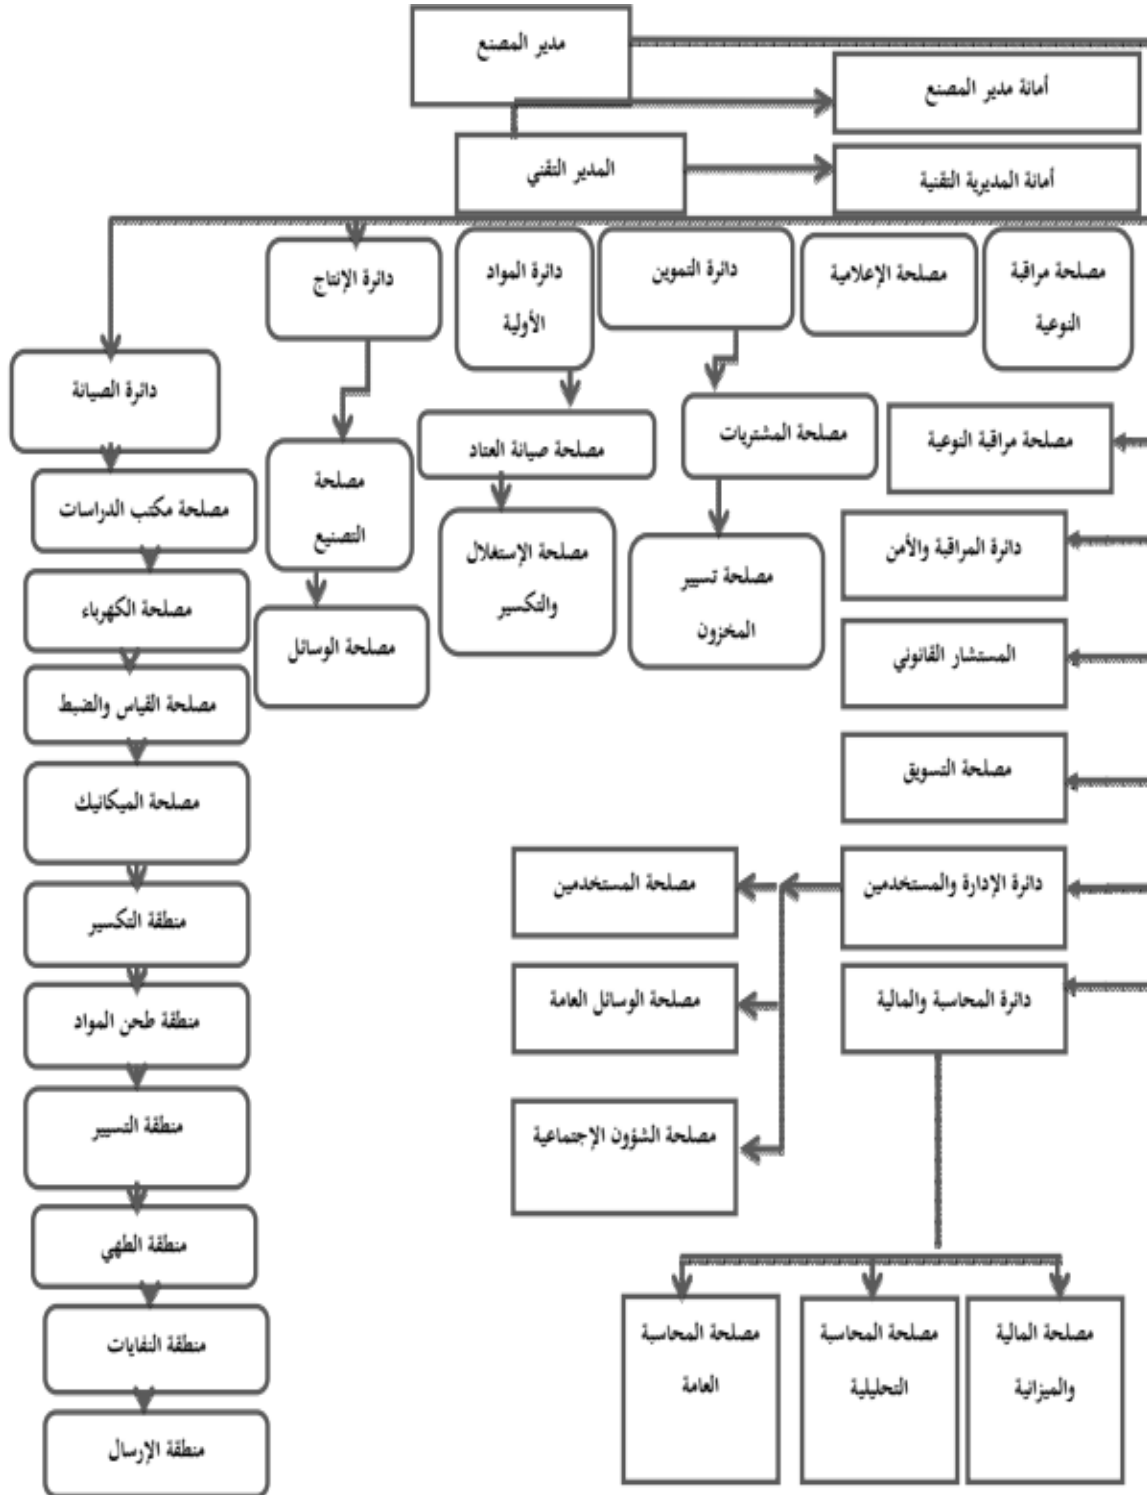 مدير المصنع
أمانة مدير المصنع
المدير التقني
أمانة المديرية التقنية
مصلحة مراقبة
النوعية
مصلحة الإعلامية
دائرة التموين
دائرة المواد
الأولية
دائرة الإنتاج
دائرة الصيانة
مصلحة مراقبة النوعية
مصلحة المشتريات
مصلحة صيانة العتاد
مصلحة
التصنيع
مصلحة مكتب الدراسات
دائرة المراقبة والأمن
مصلحة تسيير
المخزون
مصلحة الإستغلال
والتكسير
مصلحة الوسائل
مصلحة الكهرباء
المستشار القانوني
مصلحة القياس والضبط
مصلحة التسويق
مصلحة الميكانيك
دائرة الإدارة والمستخدمين
مصلحة المستخدمين
منطقة التكسير
دائرة المحاسبة والمالية
مصلحة الوسائل العامة
منطقة طحن المواد
مصلحة الشؤون الإجتماعية
منطقة التسيير
منطقة الطهي
مصلحة المالية
والميزانية
مصلحة المحاسبة
التحليلية
مصلحة المحاسبة
العامة
منطقة النفايات
منطقة الإرسال